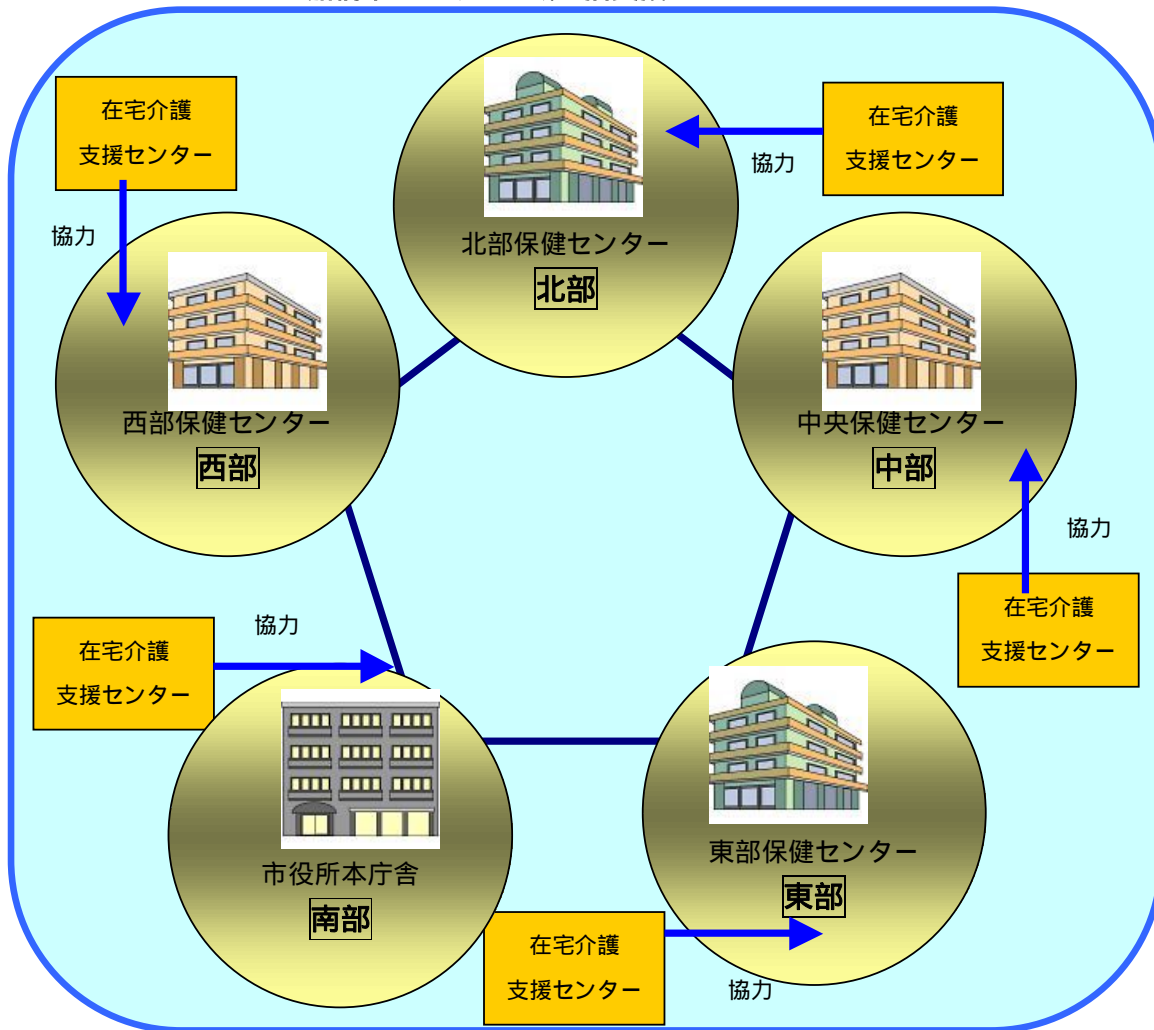 在宅介護
支援センター
協力
北部保健センター
北部
在宅介護
支援センター
協力
西部保健センター
西部
中央保健センター
中部
在宅介護
支援センター
協力
在宅介護
支援センター
協力
市役所本庁舎
南部
東部保健センター
東部
在宅介護
支援センター
協力